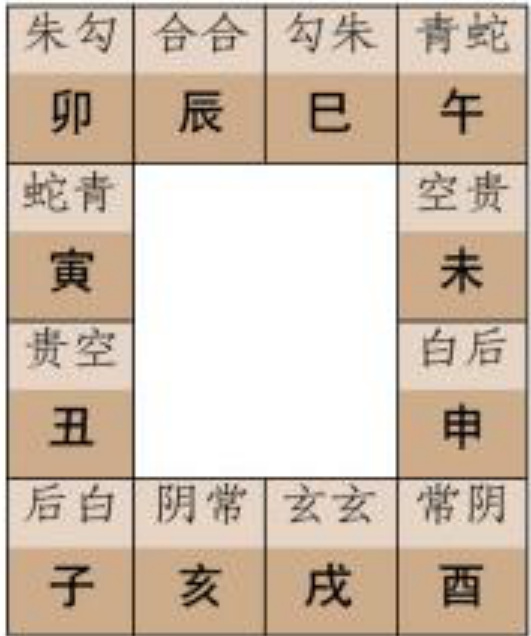 朱勾 合合 勾朱 青蛇
卯 辰 巳 午
蛇青 空贵
寅 未
贵空 白后
丑 申
后白 阴常 玄玄 常阴
子 亥 戌 酉